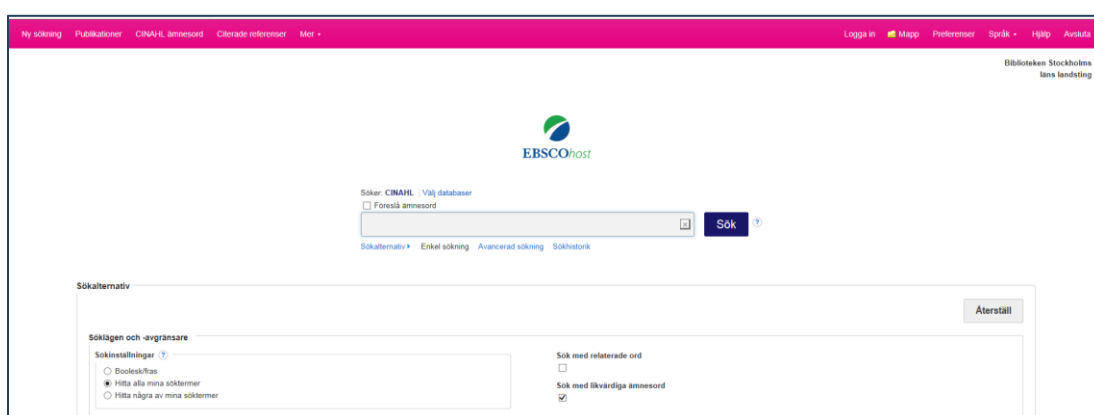 Ny sökning Publikationer CINAHL ämnesord Citerade referenser Mer Logga in Mapp Preferenser Språk Hjälp Avsluta
Biblioteken Stockholms
läns landsting
EBSCOhost
Söker: CINAHL Välj databaser
Föreslå ämnesord
Sök ?
Sökalternativ Enkel sökning Avancerad sökning Sökhistorik
Sökalternativ
Återställ
Söklägen och -avgränsare
Sökinställningar ?
Boolesk/fras
Hitta alla mina söktermer
Hitta några av mina söktermer
Sök med relaterade ord
Sök med likvärdiga ämnesord